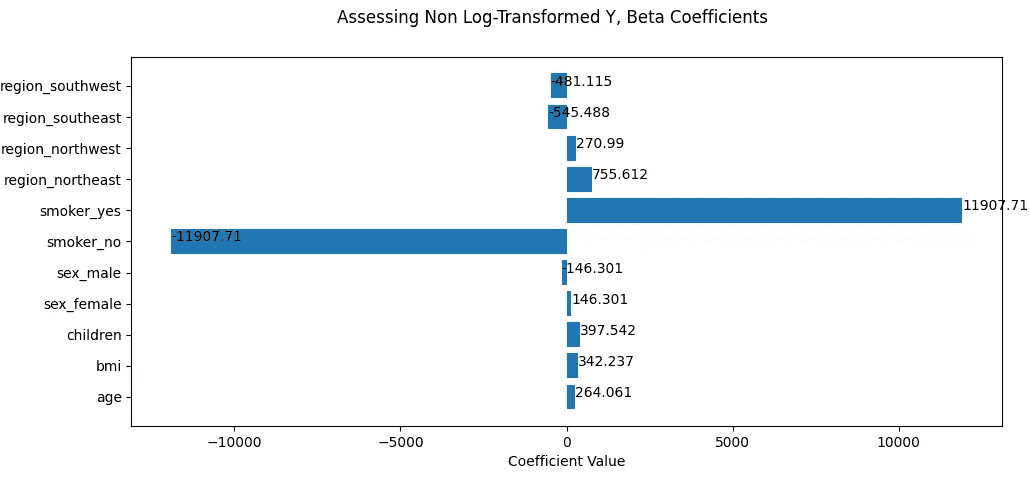 Assessing Non Log-Transformed Y, Beta Coefficients
region_southwest -481.115
region_southeast -545.488
region_northwest 270.99
region_northeast 755.612
smoker_yes 11907.71
smoker_no -11907.71
sex_male -146.301
sex_female 146.301
children 397.542
bmi 342.237
age 264.061
−10000 −5000 0 5000 10000
Coefficient Value